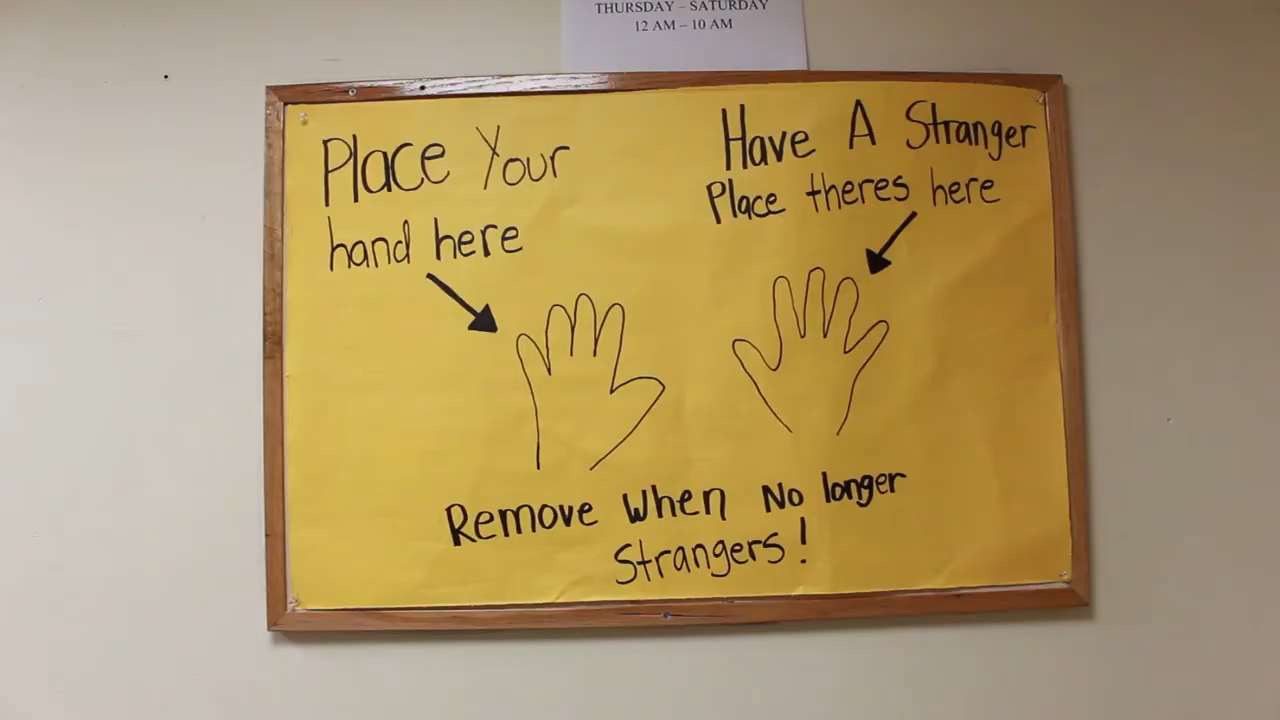 THURSDAY – SATURDAY
12 AM – 10 AM
Place Your
hand here
Have A Stranger
Place theres here
Remove When No longer
Strangers!